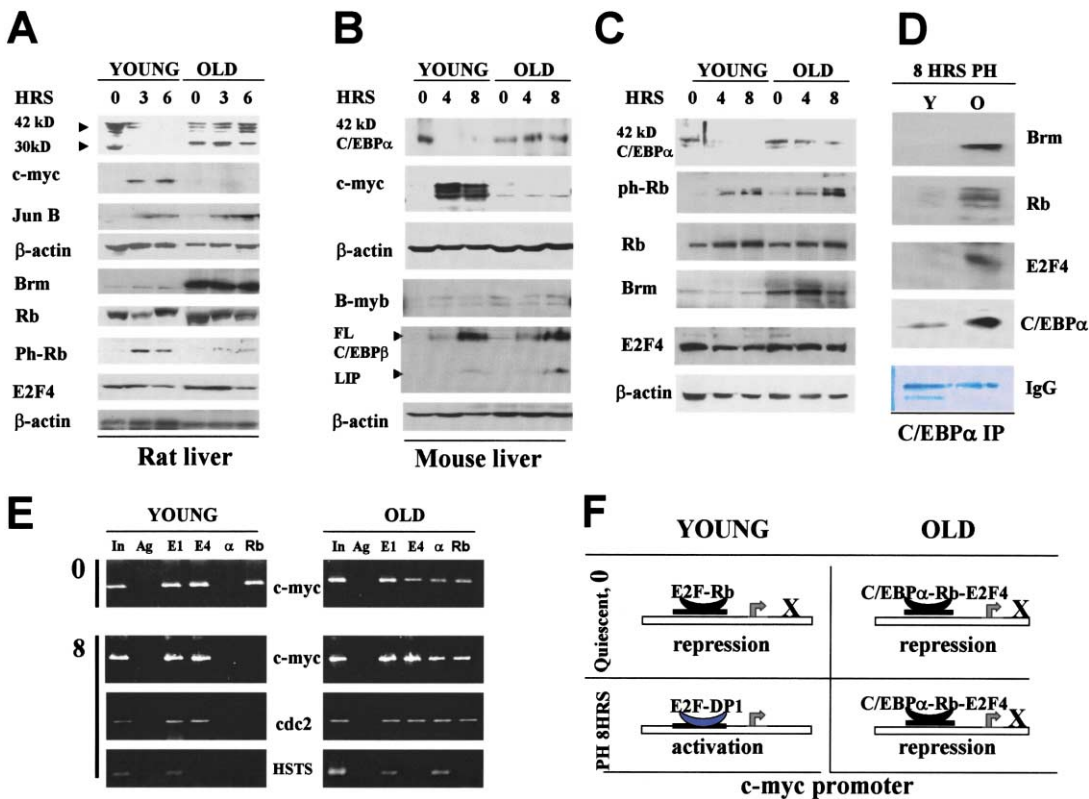 A
YOUNG OLD
HRS 0 3 6 0 3 6
42 kD
30kD
c-myc
Jun B
β-actin
Brm
Rb
Ph-Rb
E2F4
β-actin
Rat liver
B
YOUNG OLD
HRS 0 4 8 0 4 8
42 kD
C/EBPα
c-myc
β-actin
B-myb
FL
C/EBPβ
LIP
β-actin
Mouse liver
C
YOUNG OLD
HRS 0 4 8 0 4 8
42 kD
C/EBPα
ph-Rb
Rb
Brm
E2F4
β-actin
D
8 HRS PH
Y O
Brm
Rb
E2F4
C/EBPα
IgG
C/EBPα IP
E
YOUNG OLD
In Ag E1 E4 α Rb In Ag E1 E4 α Rb
0 c-myc
8 c-myc
cdc2
HSTS
F
YOUNG OLD
Quiescent, 0
E2F-Rb X
repression
C/EBPα-Rb-E2F4 X
repression
PH 8HRS
E2F-DP1
activation
C/EBPα-Rb-E2F4 X
repression
c-myc promoter